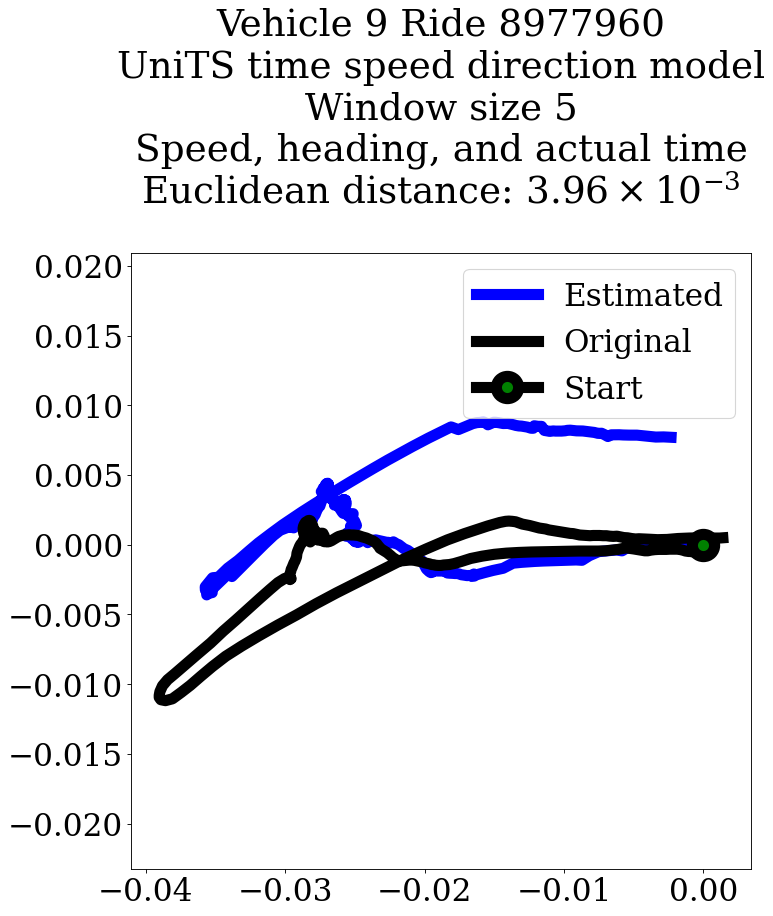 Vehicle 9 Ride 8977960
UniTS time speed direction model
Window size 5
Speed, heading, and actual time
Euclidean distance: 3.96 × 10⁻³
Estimated
Original
Start
0.020
0.015
0.010
0.005
0.000
−0.005
−0.010
−0.015
−0.020
−0.04 −0.03 −0.02 −0.01 0.00